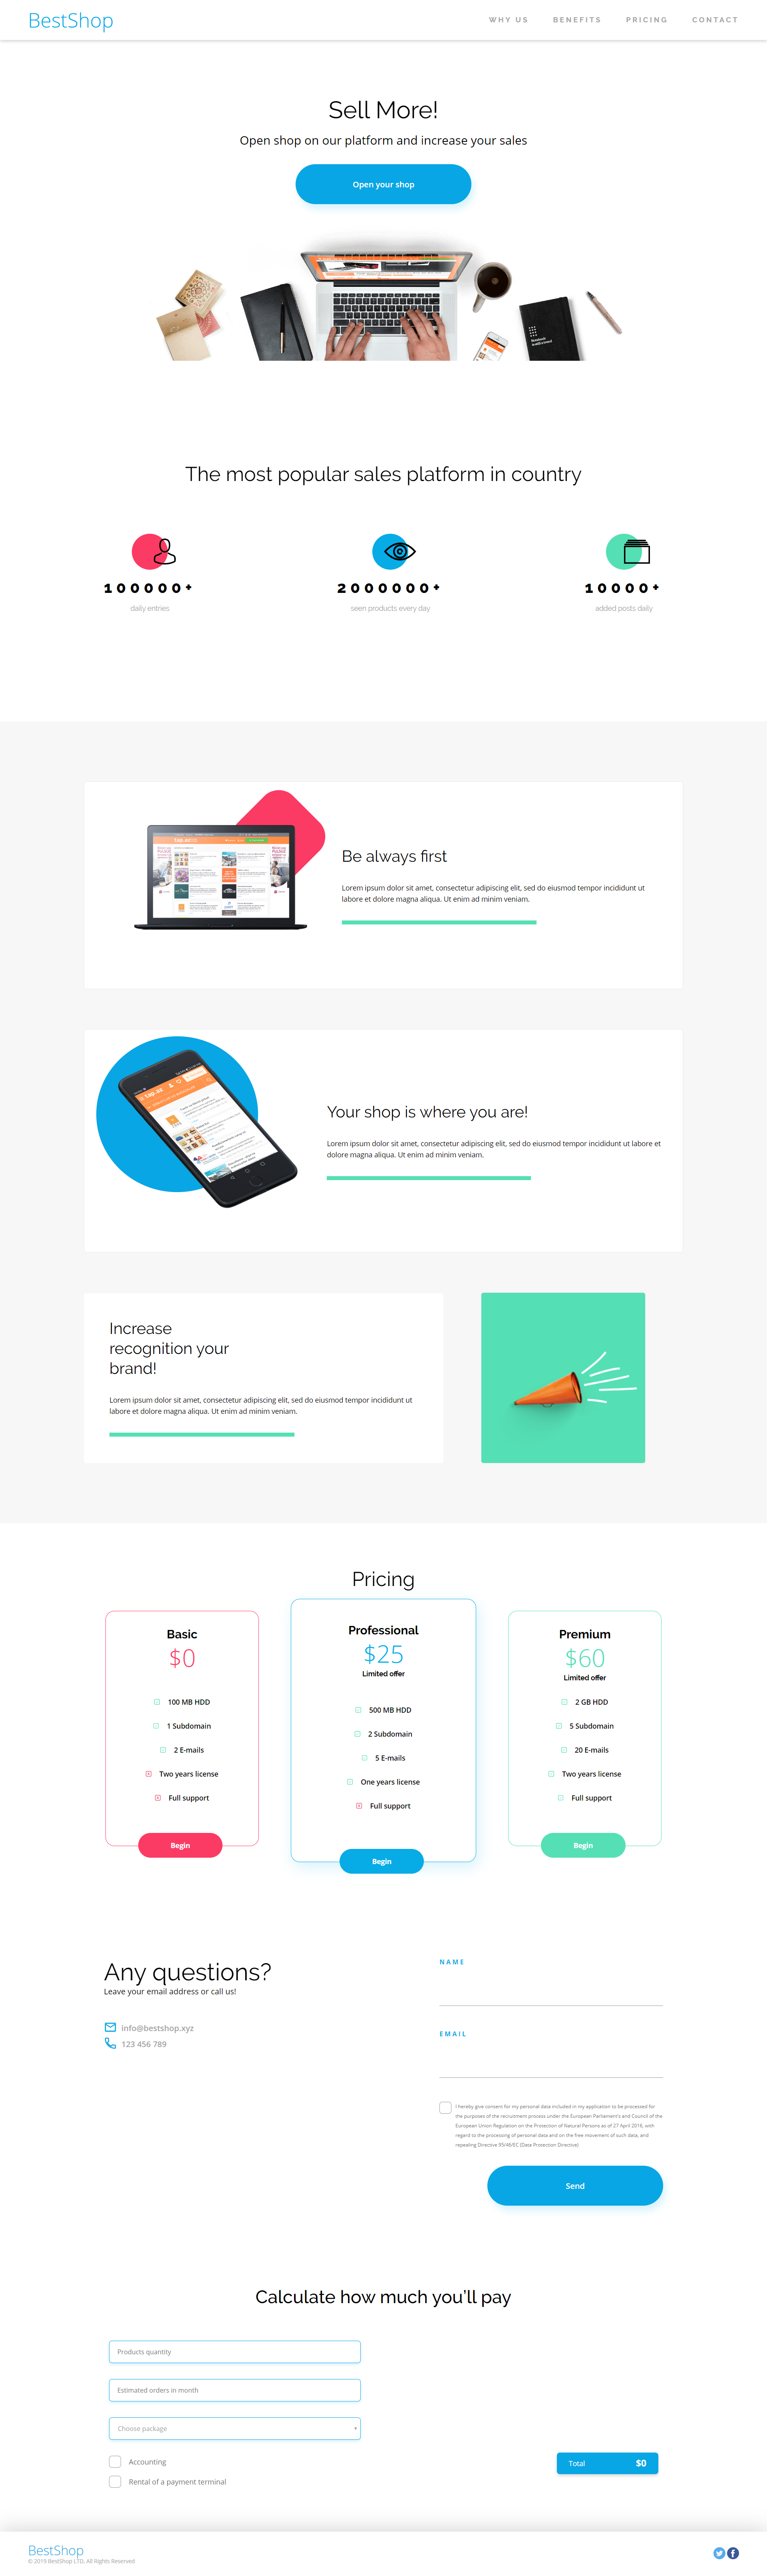 BestShop
WHY US
BENEFITS
PRICING
CONTACT
Sell More!
Open shop on our platform and increase your sales
Open your shop
The most popular sales platform in country
100000+
daily entries
2000000+
seen products every day
10000+
added posts daily
Be always first
Lorem ipsum dolor sit amet, consectetur adipiscing elit, sed do eiusmod tempor incididunt ut
labore et dolore magna aliqua. Ut enim ad minim veniam.
Your shop is where you are!
Lorem ipsum dolor sit amet, consectetur adipiscing elit, sed do eiusmod tempor incididunt ut labore et
dolore magna aliqua. Ut enim ad minim veniam.
Increase
recognition your
brand!
Lorem ipsum dolor sit amet, consectetur adipiscing elit, sed do eiusmod tempor incididunt ut
labore et dolore magna aliqua. Ut enim ad minim veniam.
Pricing
Basic
$0
100 MB HDD
1 Subdomain
2 E-mails
Two years license
Full support
Begin
Professional
$25
Limited offer
500 MB HDD
2 Subdomain
5 E-mails
One years license
Full support
Begin
Premium
$60
Limited offer
2 GB HDD
5 Subdomain
20 E-mails
Two years license
Full support
Begin
Any questions?
Leave your email address or call us!
info@bestshop.xyz
123 456 789
NAME
EMAIL
I hereby give consent for my personal data included in my application to be processed for
the purposes of the recruitment process under the European Parliament's and Council of the
European Union Regulation on the Protection of Natural Persons as of 27 April 2016, with
regard to the processing of personal data and on the free movement of such data, and
repealing Directive 95/46/EC (Data Protection Directive)
Send
Calculate how much you'll pay
Products quantity
Estimated orders in month
Choose package
Accounting
Rental of a payment terminal
Total $0
BestShop
© 2019 BestShop LTD, All Rights Reserved